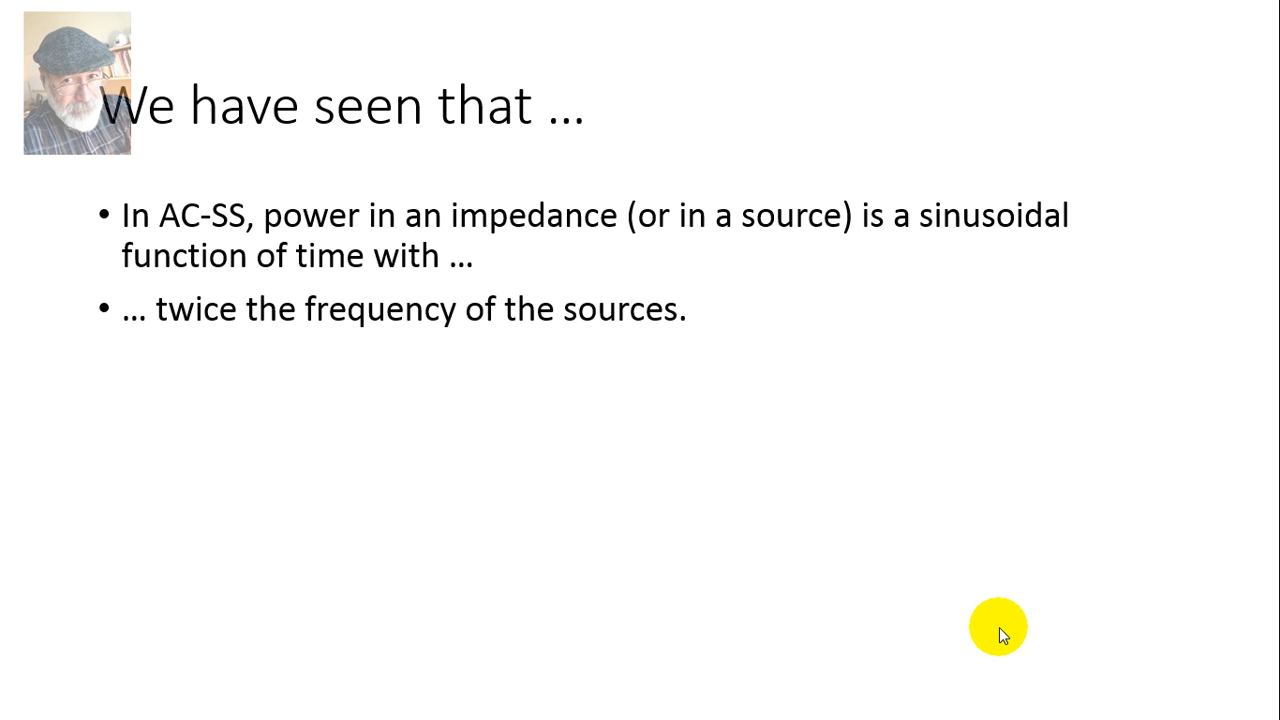 We have seen that …
• In AC-SS, power in an impedance (or in a source) is a sinusoidal
function of time with …
• … twice the frequency of the sources.